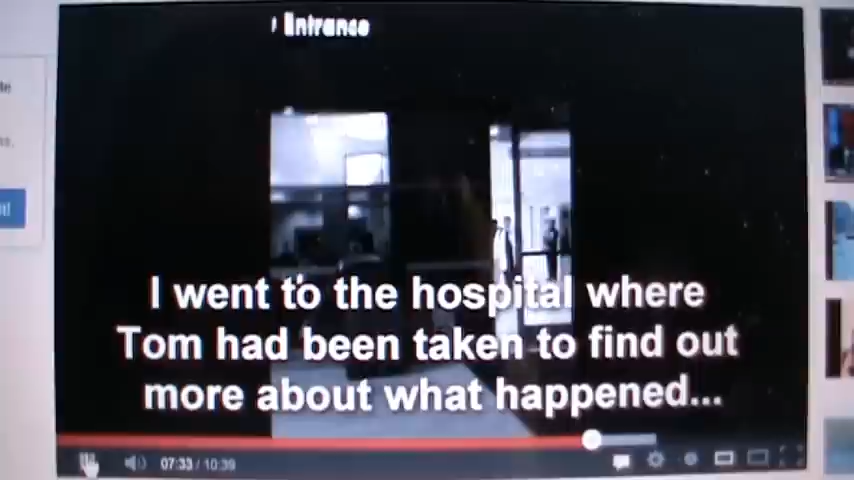 Entrance
I went to the hospital where
Tom had been taken to find out
more about what happened...
07:33 / 10:39